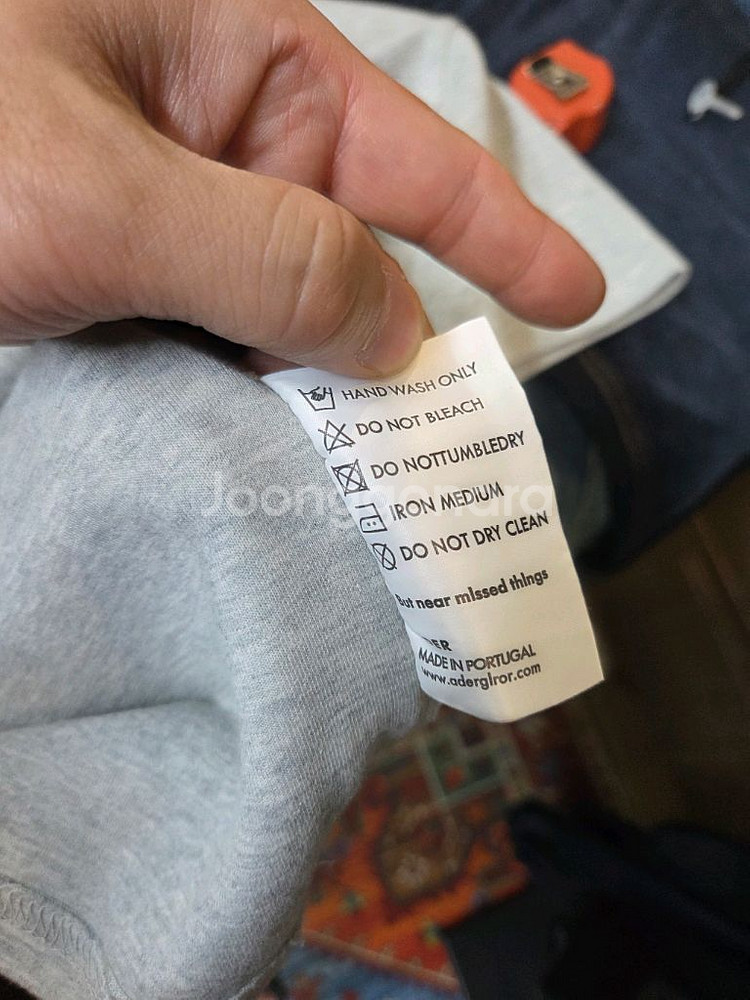 HAND WASH ONLY
DO NOT BLEACH
DO NOTTUMBLEDRY
IRON MEDIUM
DO NOT DRY CLEAN
But near mIssed thIngs
MADE IN PORTUGAL
www.adergIror.com
Joonggonara